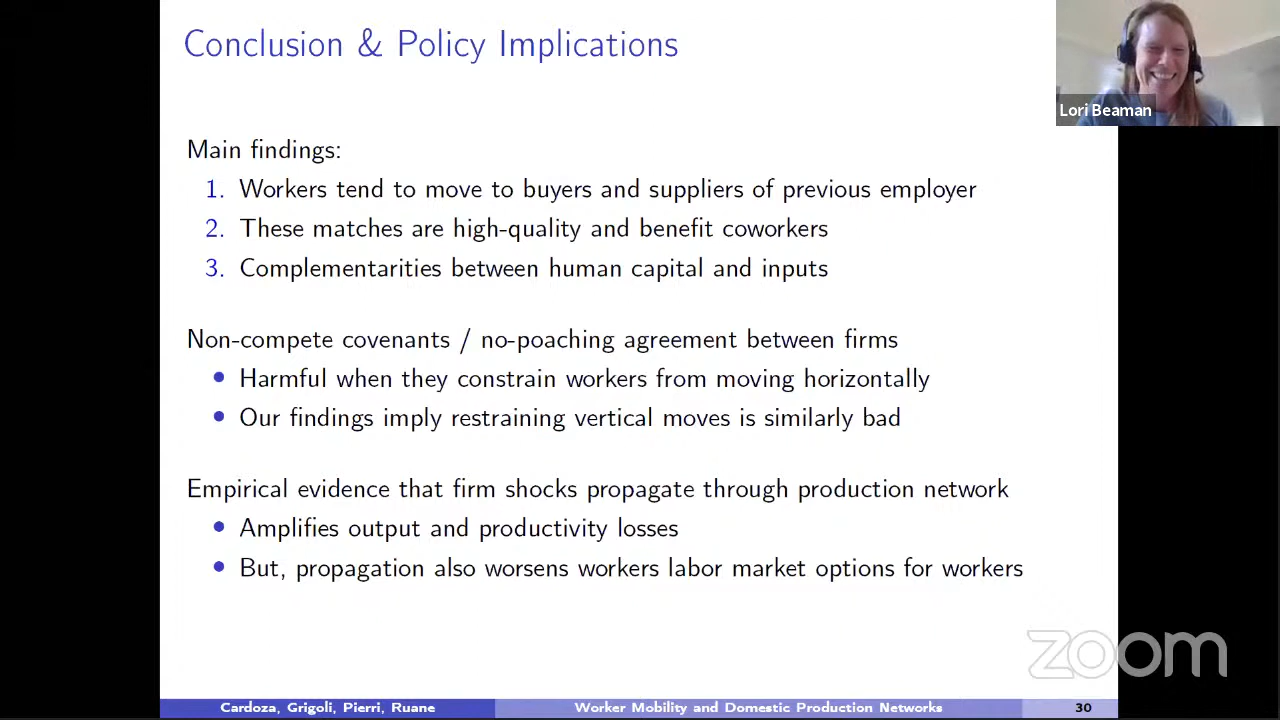 Conclusion & Policy Implications
Lori Beaman
Main findings:
1. Workers tend to move to buyers and suppliers of previous employer
2. These matches are high-quality and benefit coworkers
3. Complementarities between human capital and inputs
Non-compete covenants / no-poaching agreement between firms
• Harmful when they constrain workers from moving horizontally
• Our findings imply restraining vertical moves is similarly bad
Empirical evidence that firm shocks propagate through production network
• Amplifies output and productivity losses
• But, propagation also worsens workers labor market options for workers
zoom
Cardoza, Grigoli, Pierri, Ruane Worker Mobility and Domestic Production Networks 30